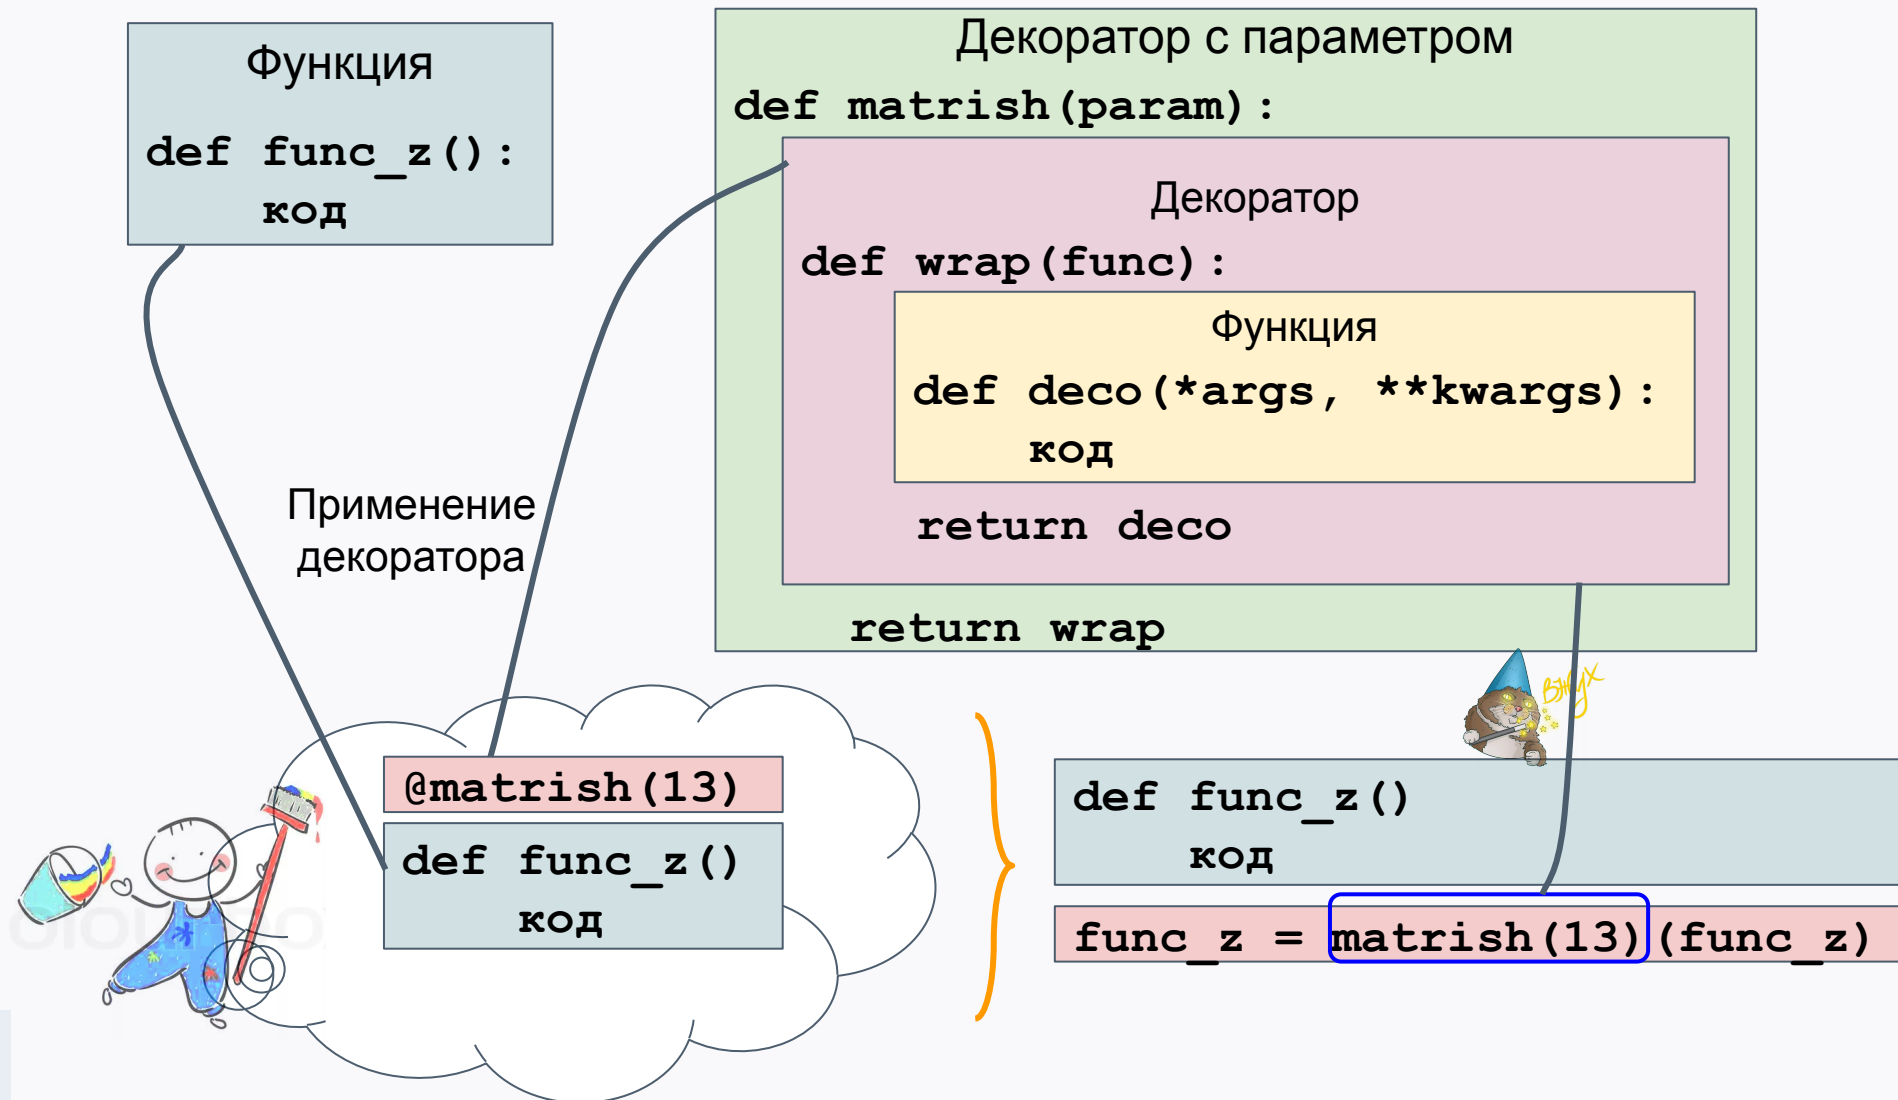 Функция
def func_z():
код
Декоратор с параметром
def matrish(param):
Декоратор
def wrap(func):
Функция
def deco(*args, **kwargs):
код
return deco
return wrap
Применение
декоратора
@matrish(13)
def func_z()
код
вжух
def func_z()
код
func_z = matrish(13)(func_z)